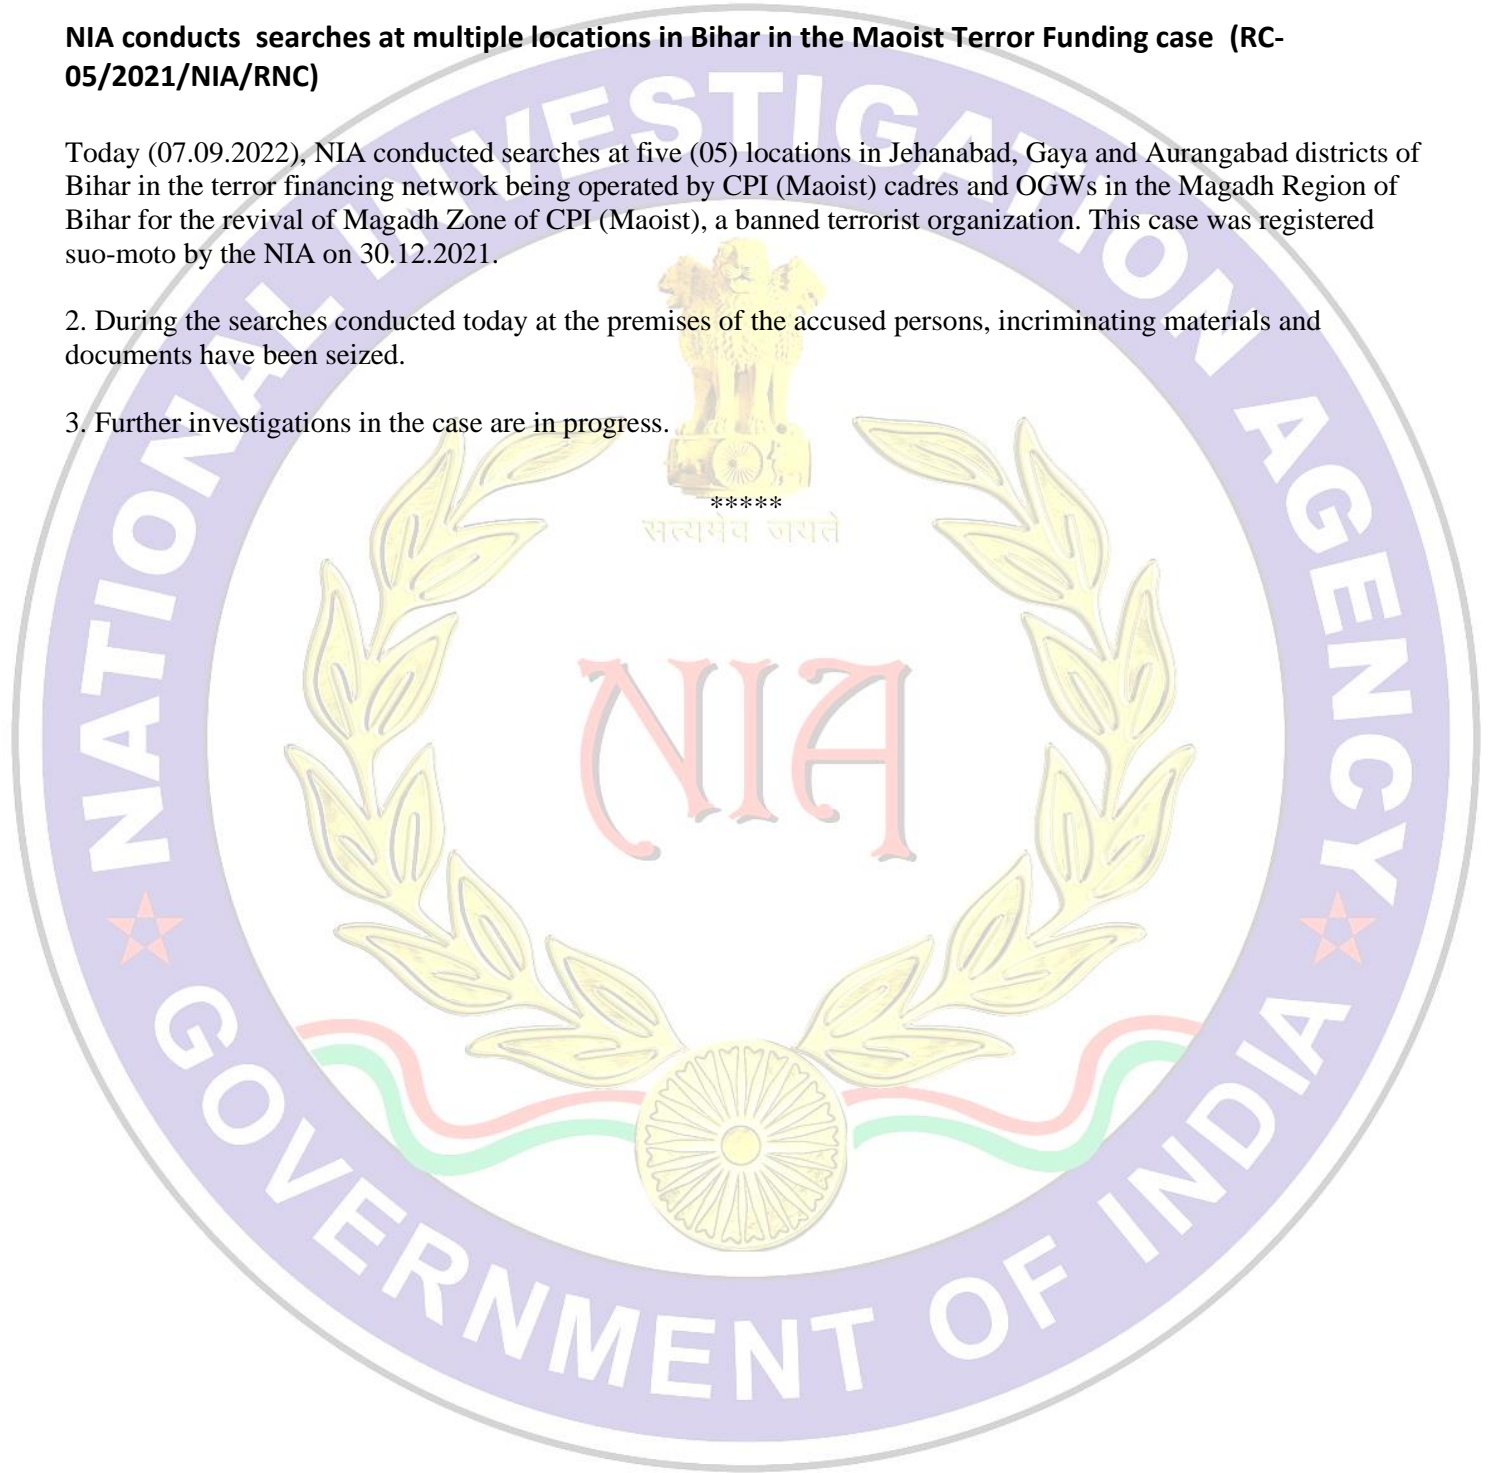 NIA conducts  searches at multiple locations in Bihar in the Maoist Terror Funding case  (RC-
05/2021/NIA/RNC)
Today (07.09.2022), NIA conducted searches at five (05) locations in Jehanabad, Gaya and Aurangabad districts of
Bihar in the terror financing network being operated by CPI (Maoist) cadres and OGWs in the Magadh Region of
Bihar for the revival of Magadh Zone of CPI (Maoist), a banned terrorist organization. This case was registered
suo-moto by the NIA on 30.12.2021.
2. During the searches conducted today at the premises of the accused persons, incriminating materials and
documents have been seized.
3. Further investigations in the case are in progress.
*****
सत्यमेव जयते
NATIONAL INVESTIGATION AGENCY
NIA
GOVERNMENT OF INDIA